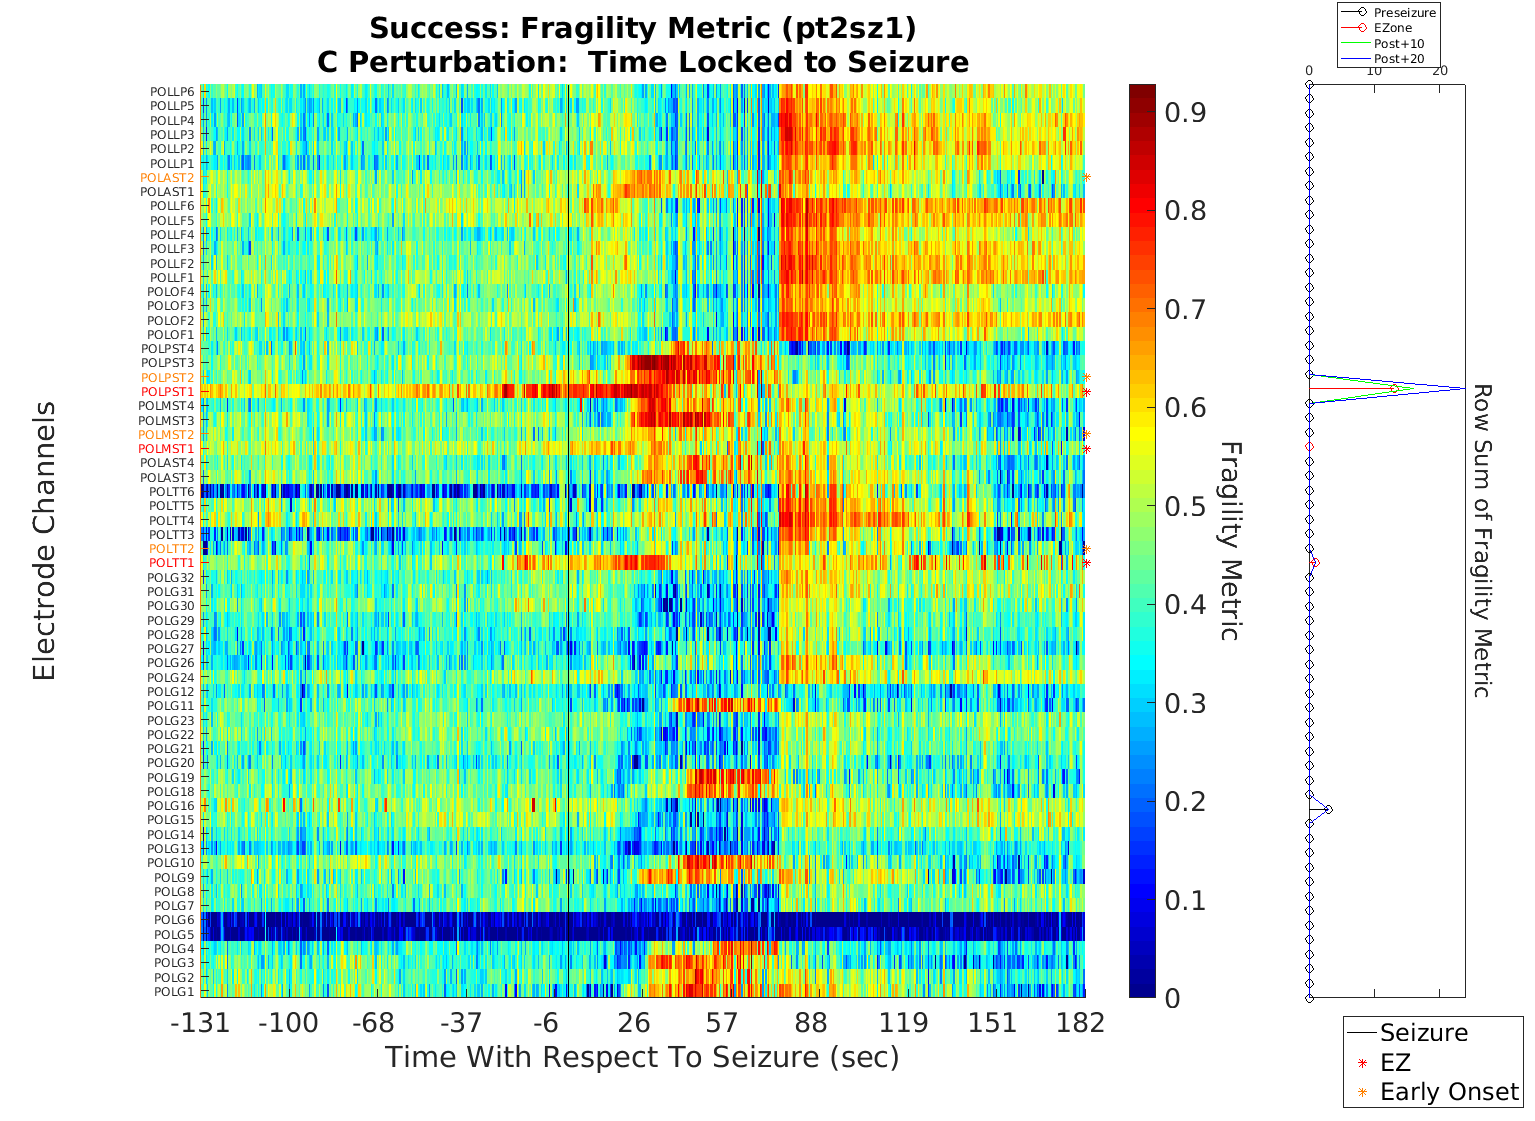 Success: Fragility Metric (pt2sz1)
C Perturbation:  Time Locked to Seizure
Preseizure
EZone
Post+10
Post+20
0 10 20
Electrode Channels
POLLP6
POLLP5
POLLP4
POLLP3
POLLP2
POLLP1
POLAST2
POLAST1
POLLF6
POLLF5
POLLF4
POLLF3
POLLF2
POLLF1
POLOF4
POLOF3
POLOF2
POLOF1
POLPST4
POLPST3
POLPST2
POLPST1
POLMST4
POLMST3
POLMST2
POLMST1
POLAST4
POLAST3
POLTT6
POLTT5
POLTT4
POLTT3
POLTT2
POLTT1
POLG32
POLG31
POLG30
POLG29
POLG28
POLG27
POLG26
POLG24
POLG12
POLG11
POLG23
POLG22
POLG21
POLG20
POLG19
POLG18
POLG16
POLG15
POLG14
POLG13
POLG10
POLG9
POLG8
POLG7
POLG6
POLG5
POLG4
POLG3
POLG2
POLG1
-131 -100 -68 -37 -6 26 57 88 119 151 182
Time With Respect To Seizure (sec)
0.9
0.8
0.7
0.6
0.5
0.4
0.3
0.2
0.1
0
Fragility Metric
Row Sum of Fragility Metric
Seizure
EZ
Early Onset